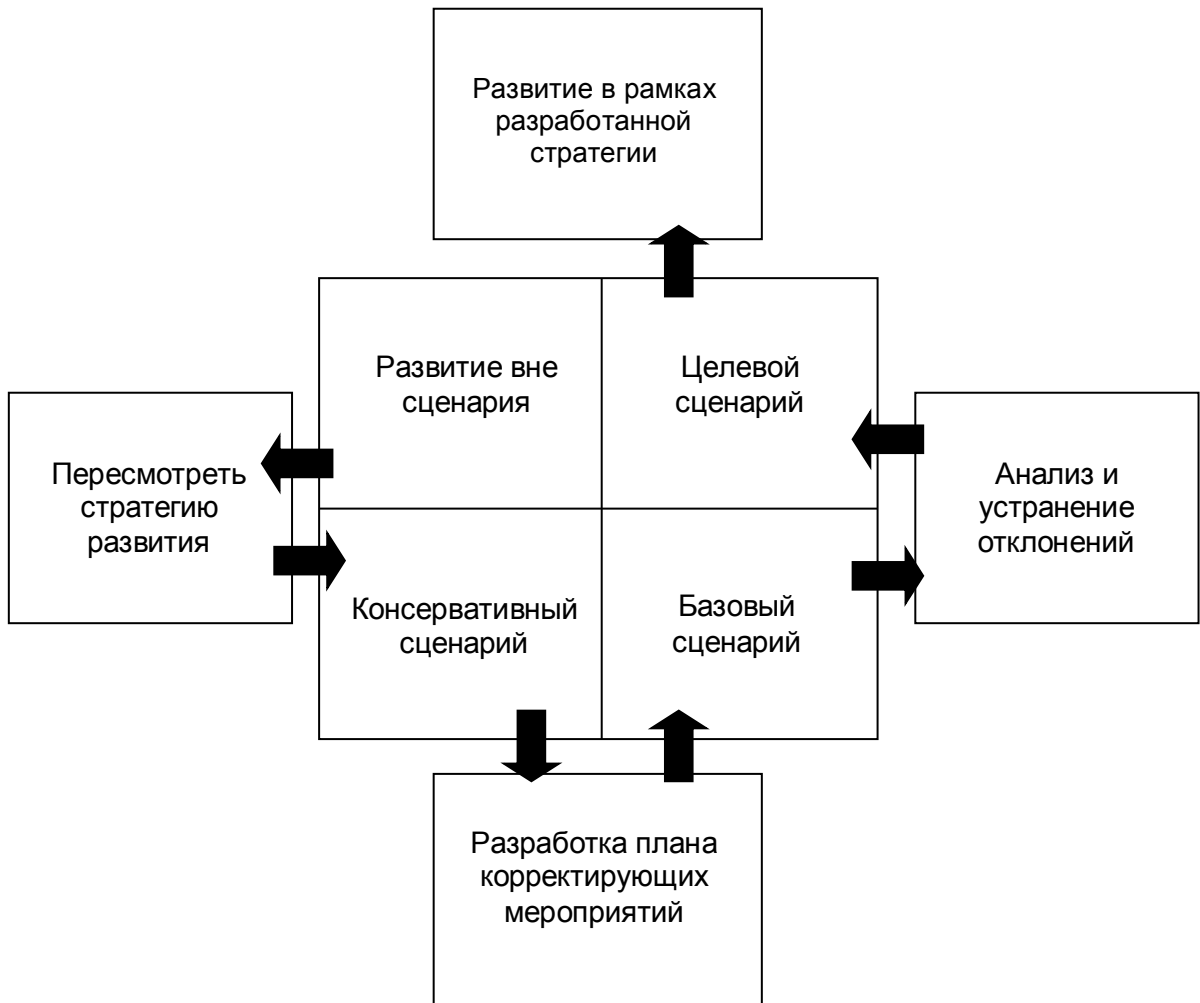 Развитие в рамках
разработанной
стратегии
Развитие вне
сценария
Целевой
сценарий
Пересмотреть
стратегию
развития
Анализ и
устранение
отклонений
Консервативный
сценарий
Базовый
сценарий
Разработка плана
корректирующих
мероприятий